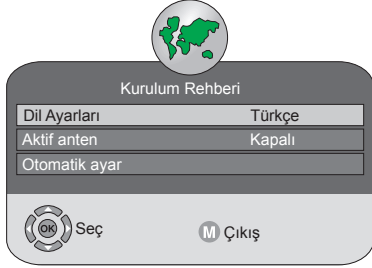 Kurulum Rehberi
Dil Ayarları Türkçe
Aktif anten Kapalı
Otomatik ayar
OK Seç M Çıkış